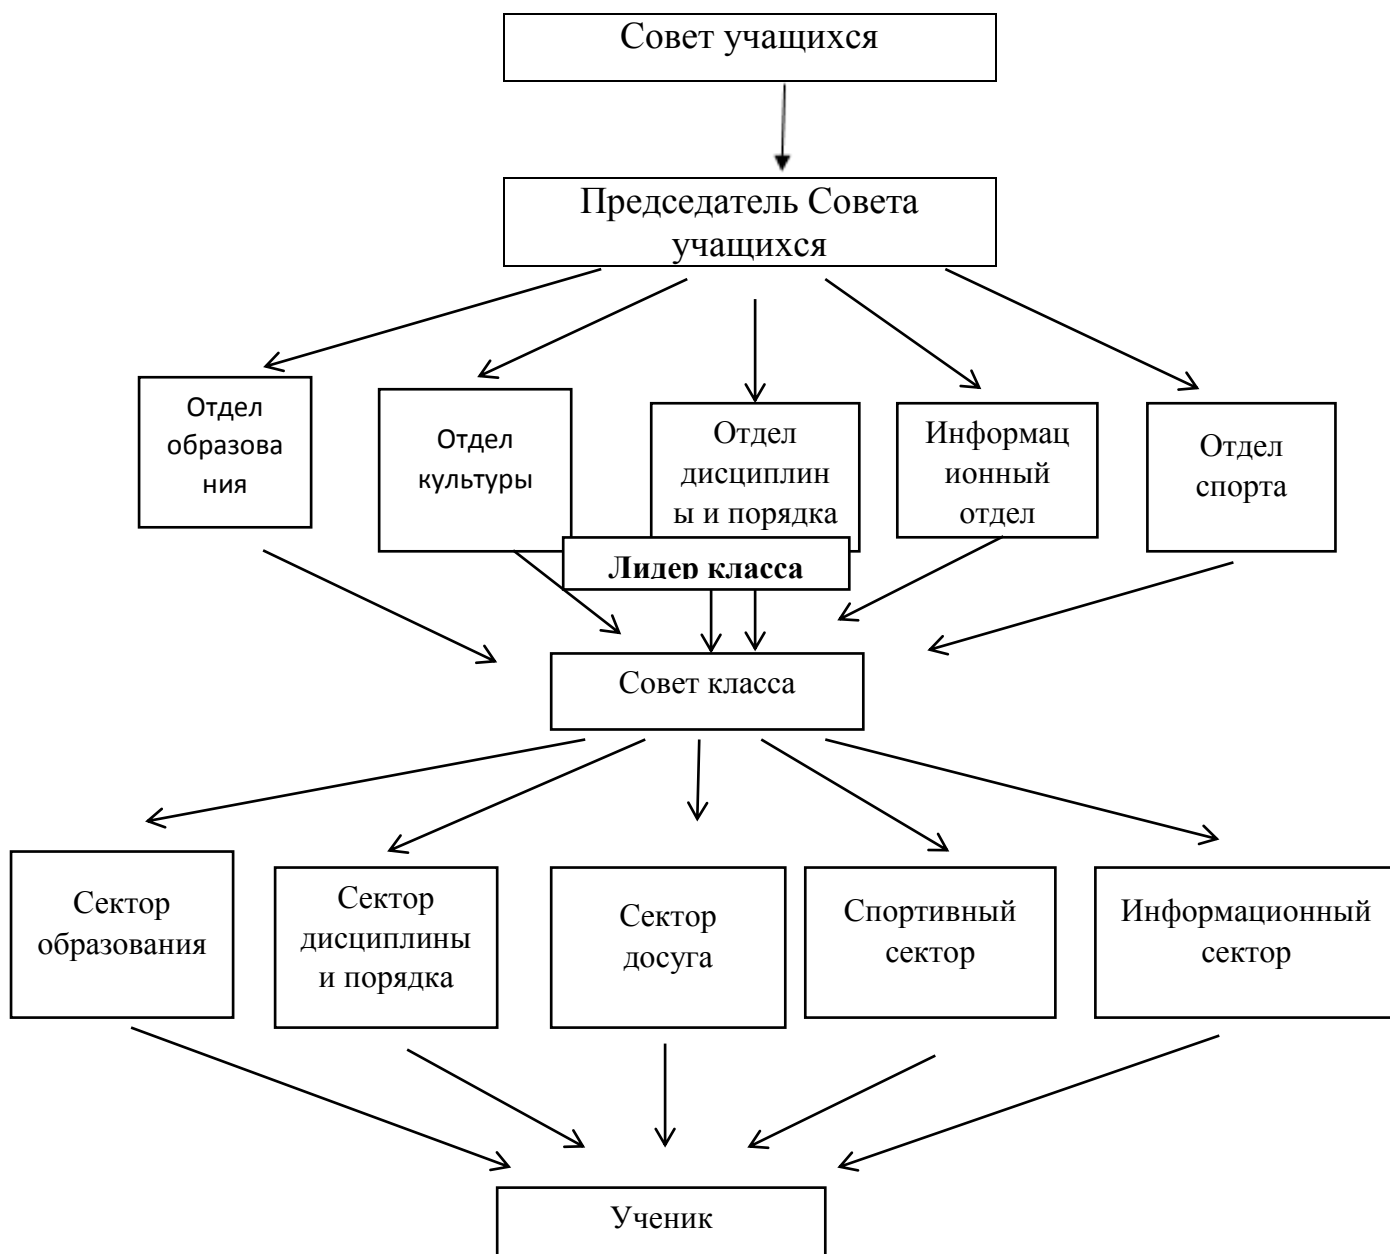 Совет учащихся
Председатель Совета
учащихся
Отдел
образова
ния
Отдел
культуры
Отдел
дисциплин
ы и порядка
Информац
ионный
отдел
Отдел
спорта
Лидер класса
Совет класса
Сектор
образования
Сектор
дисциплины
и порядка
Сектор
досуга
Спортивный
сектор
Информационный
сектор
Ученик